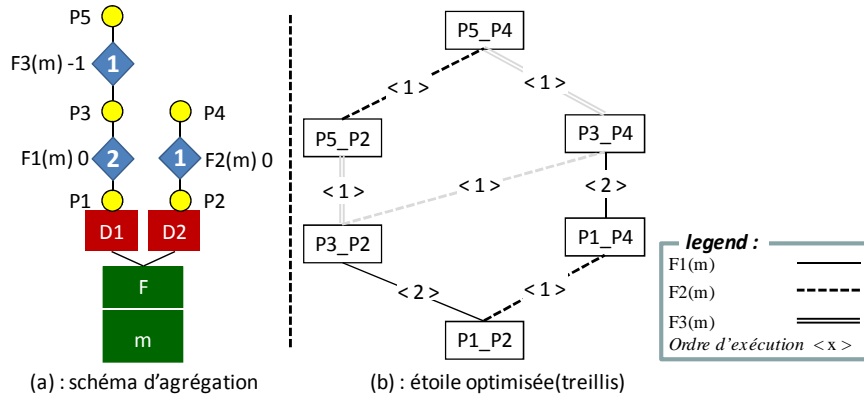 P5
F3(m) -1
1
P3
P4
F1(m) 0
2
1
F2(m) 0
P1
P2
D1
D2
F
m
(a) : schéma d'agrégation
P5_P4
< 1 >
< 1 >
P5_P2
P3_P4
< 1 >
< 1 >
< 2 >
P3_P2
P1_P4
< 2 >
< 1 >
P1_P2
(b) : étoile optimisée(treillis)
legend :
F1(m)
F2(m)
F3(m)
Ordre d'exécution < x >